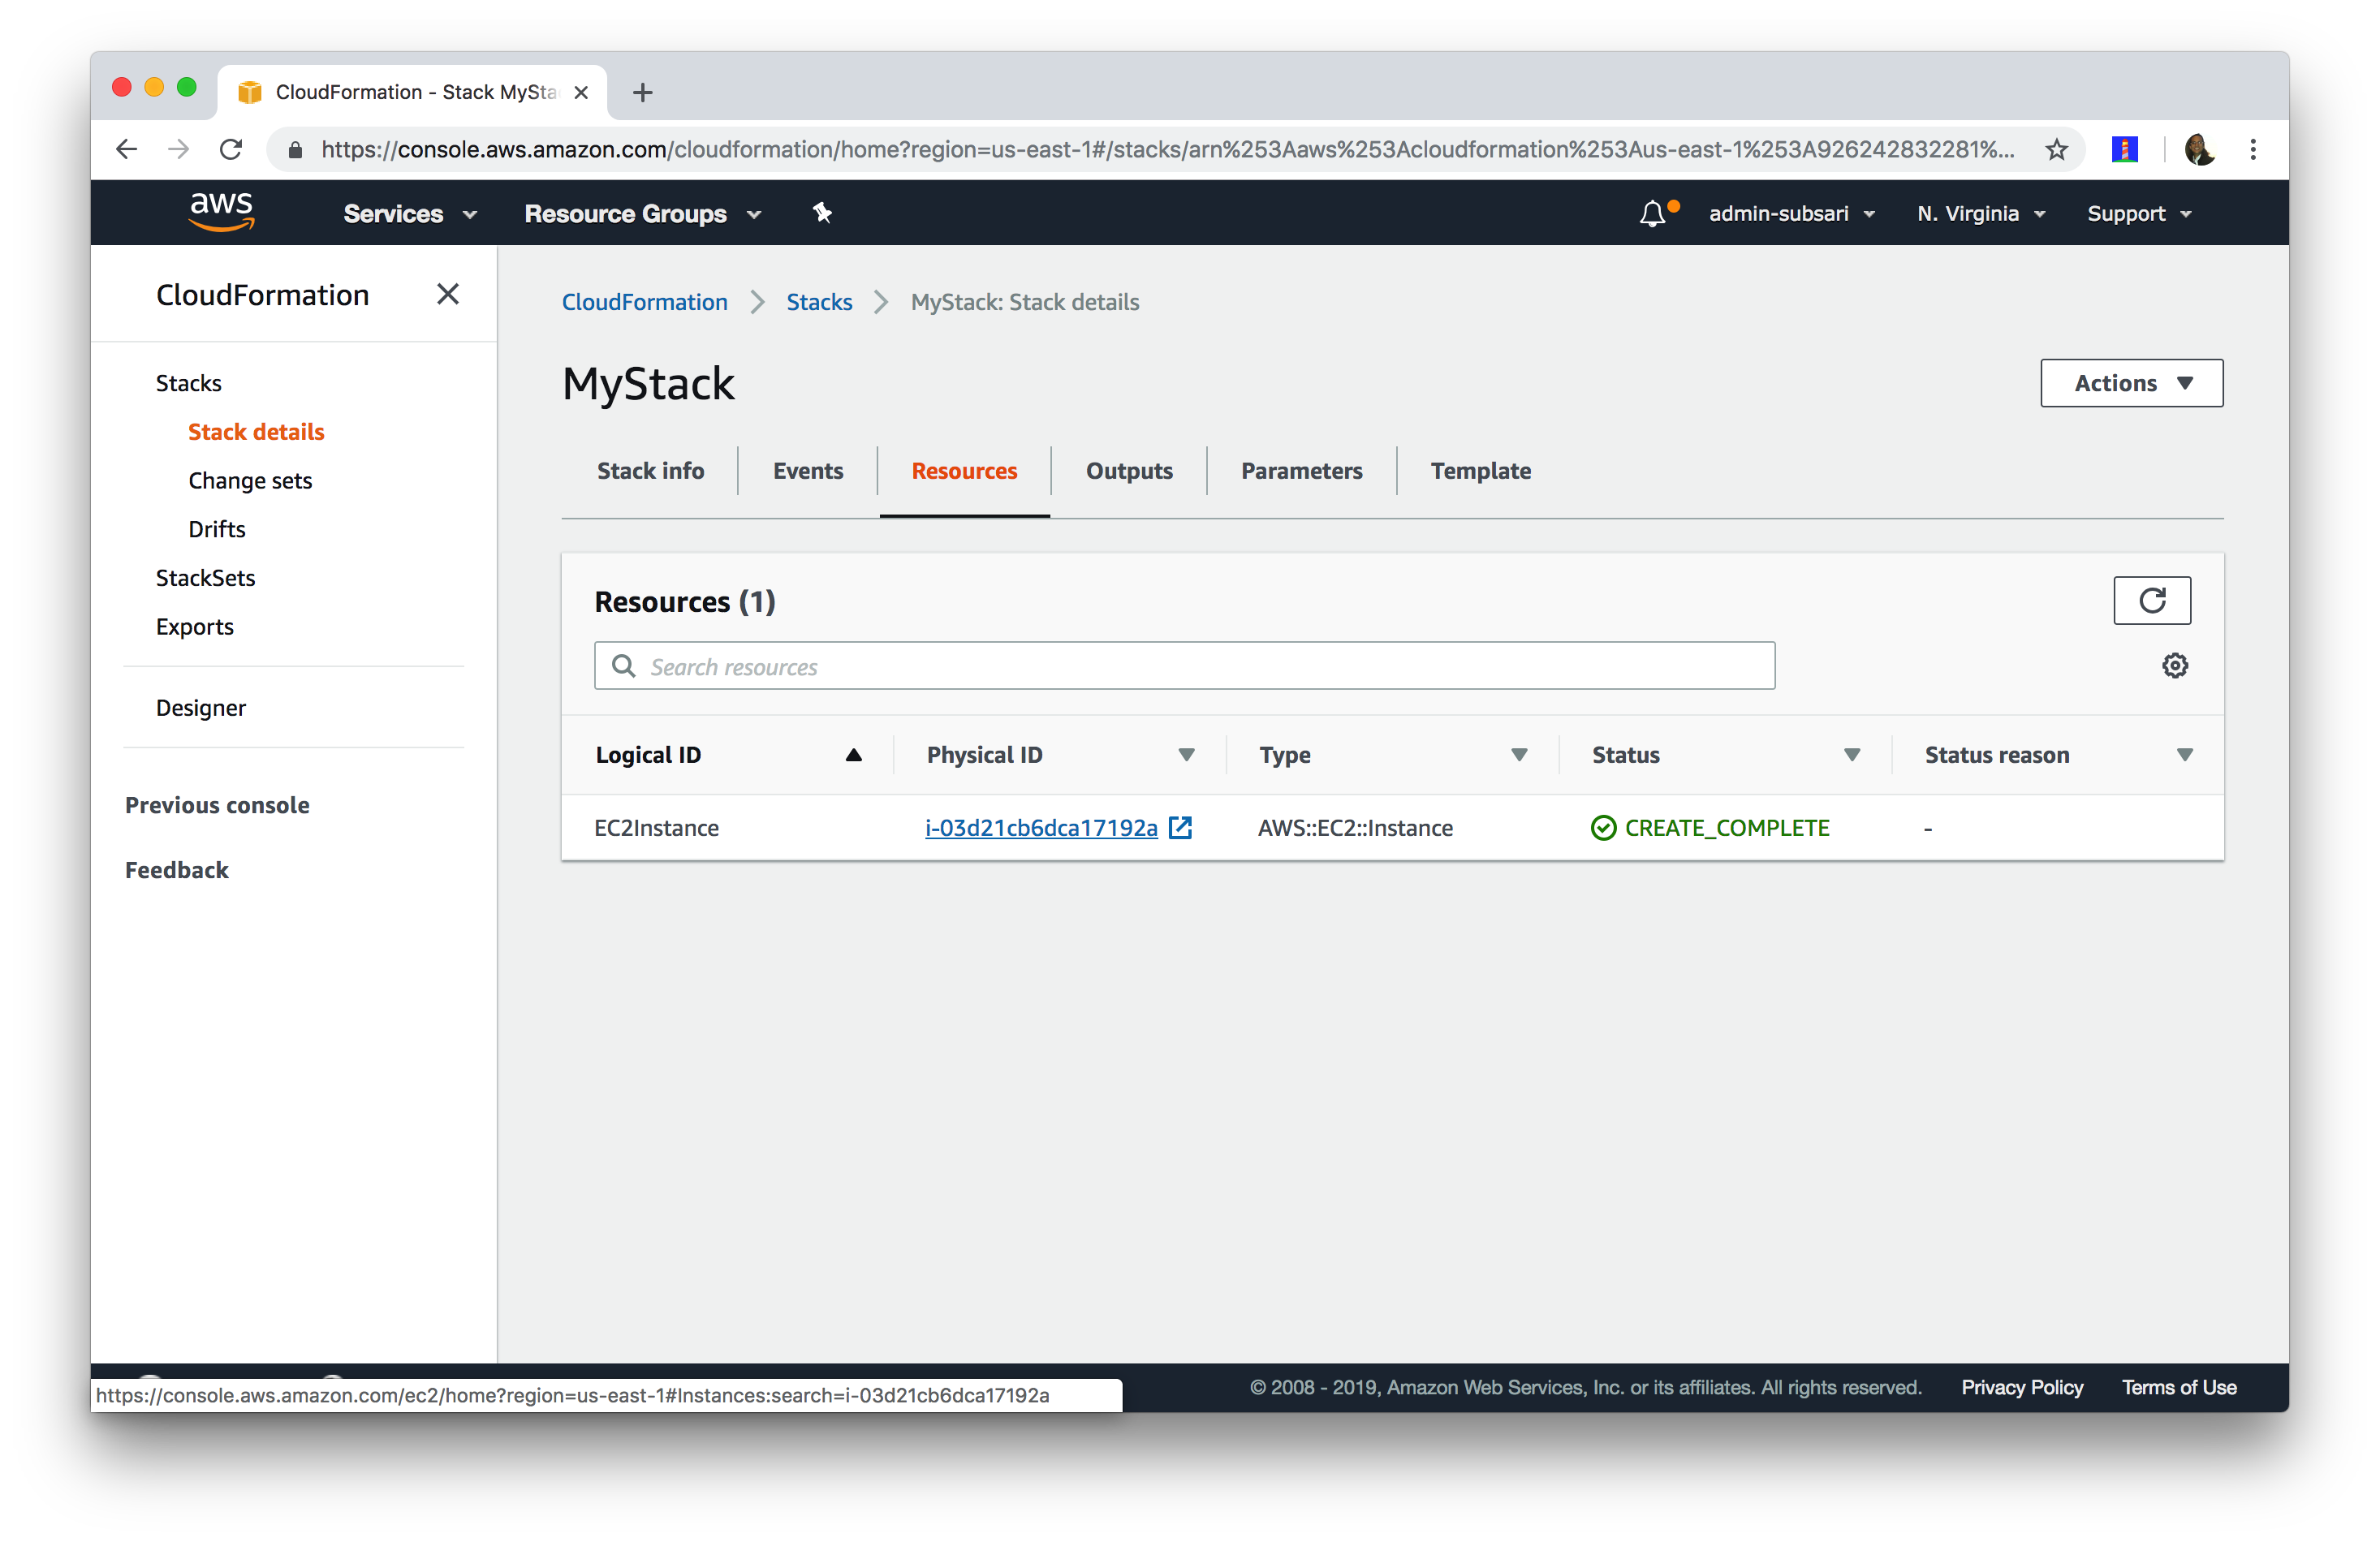 CloudFormation - Stack MySta
https://console.aws.amazon.com/cloudformation/home?region=us-east-1#/stacks/arn%253Aaws%253Acloudformation%253Aus-east-1%253A926242832281%...
aws Services Resource Groups admin-subsari N. Virginia Support
CloudFormation
Stacks
Stack details
Change sets
Drifts
StackSets
Exports
Designer
Previous console
Feedback
CloudFormation Stacks MyStack: Stack details
MyStack
Actions
Stack info Events Resources Outputs Parameters Template
Resources (1)
Search resources
Logical ID Physical ID Type Status Status reason
EC2Instance i-03d21cb6dca17192a AWS::EC2::Instance CREATE_COMPLETE -
https://console.aws.amazon.com/ec2/home?region=us-east-1#Instances:search=i-03d21cb6dca17192a
© 2008 - 2019, Amazon Web Services, Inc. or its affiliates. All rights reserved. Privacy Policy Terms of Use